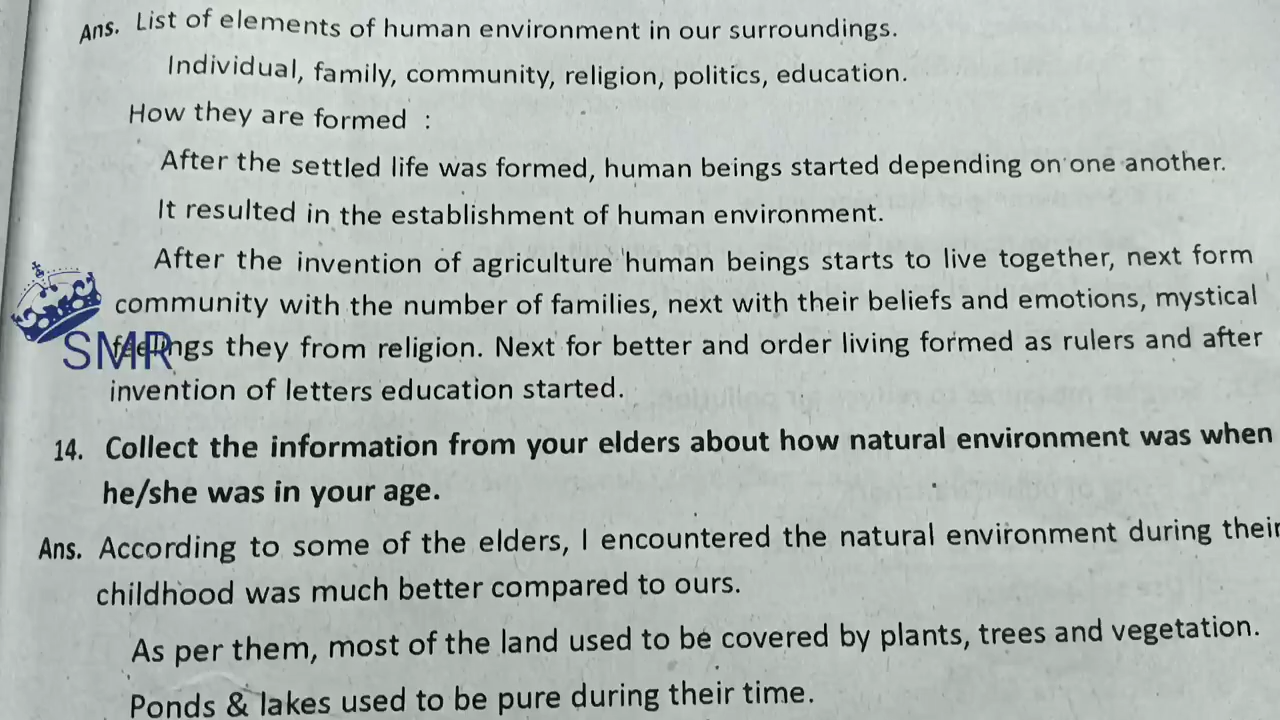 Ans. List of elements of human environment in our surroundings.
Individual, family, community, religion, politics, education.
How they are formed :
After the settled life was formed, human beings started depending on one another.
It resulted in the establishment of human environment.
After the invention of agriculture human beings starts to live together, next form
community with the number of families, next with their beliefs and emotions, mystical
feelings they from religion. Next for better and order living formed as rulers and after
SMR
invention of letters education started.
14. Collect the information from your elders about how natural environment was when
he/she was in your age.
Ans. According to some of the elders, I encountered the natural environment during their
childhood was much better compared to ours.
As per them, most of the land used to be covered by plants, trees and vegetation.
Ponds & lakes used to be pure during their time.